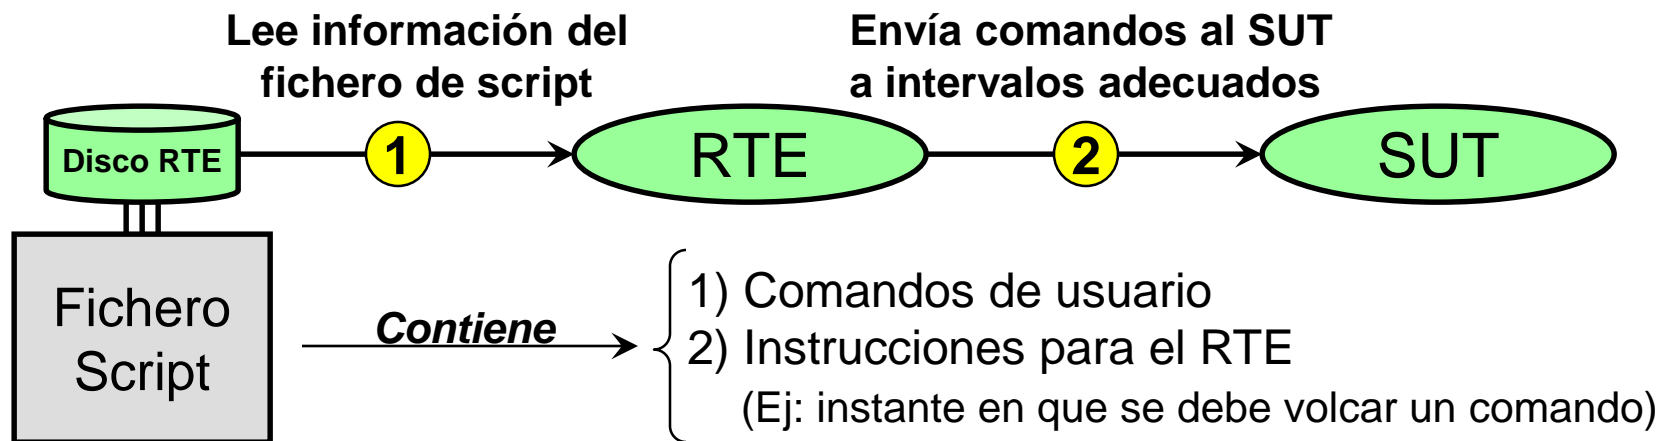 Lee información del
fichero de script
Envía comandos al SUT
a intervalos adecuados
Disco RTE
1
RTE
2
SUT
Fichero
Script
Contiene
1) Comandos de usuario
2) Instrucciones para el RTE
(Ej: instante en que se debe volcar un comando)